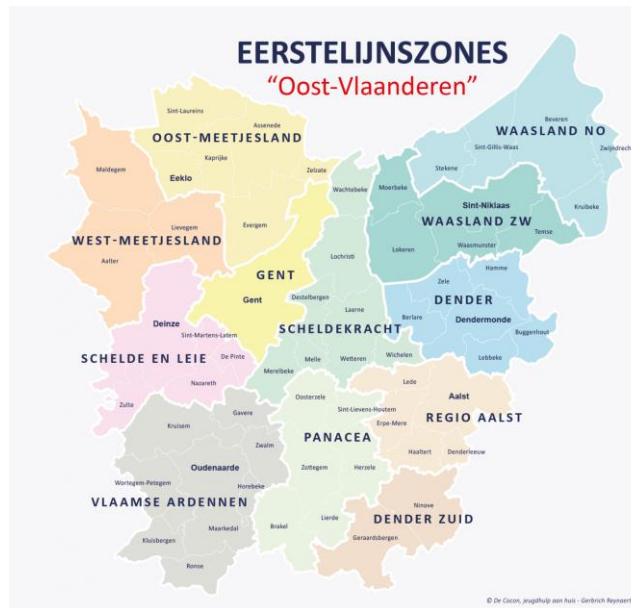 EERSTELIJNSZONES
"Oost-Vlaanderen"
Sint-Laureins
Assenede
OOST-MEETJESLAND
Kaprijke
Eeklo
Zelzate
Evergem
Maldegem
Lievegem
WEST-MEETJESLAND
Aalter
Beveren
WAASLAND NO
Sint-Gillis-Waas
Zwijndrecht
Stekene
Kruibeke
Wachtebeke
Moerbeke
Sint-Niklaas
WAASLAND ZW
Temse
Waasmunster
Lokeren
GENT
Gent
Lochristi
Destelbergen
Laarne
SCHELDEKRACHT
Melle
Wetteren
Wichelen
Merelbeke
Hamme
Zele
DENDER
Berlare
Dendermonde
Buggenhout
Lebbeke
Deinze
Sint-Martens-Latem
De Pinte
SCHELDE EN LEIE
Nazareth
Zulte
Oosterzele
Sint-Lievens-Houtem
PANACEA
Zottegem
Herzele
Lierde
Brakel
Lede
Aalst
REGIO AALST
Erpe-Mere
Haaltert
Denderleeuw
Gavere
Kruisem
Zwalm
Oudenaarde
Wortegem-Petegem
Horebeke
VLAAMSE ARDENNEN
Maarkedal
Kluisbergen
Ronse
Ninove
DENDER ZUID
Geraardsbergen
© De Cocon, jeugdhulp aan huis - Gerbrich Reynaert